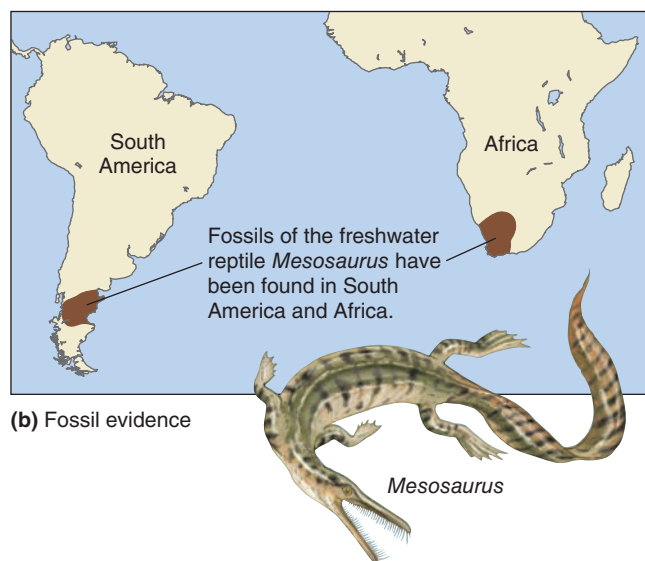 South
America
Africa
Fossils of the freshwater
reptile Mesosaurus have
been found in South
America and Africa.
(b) Fossil evidence
Mesosaurus